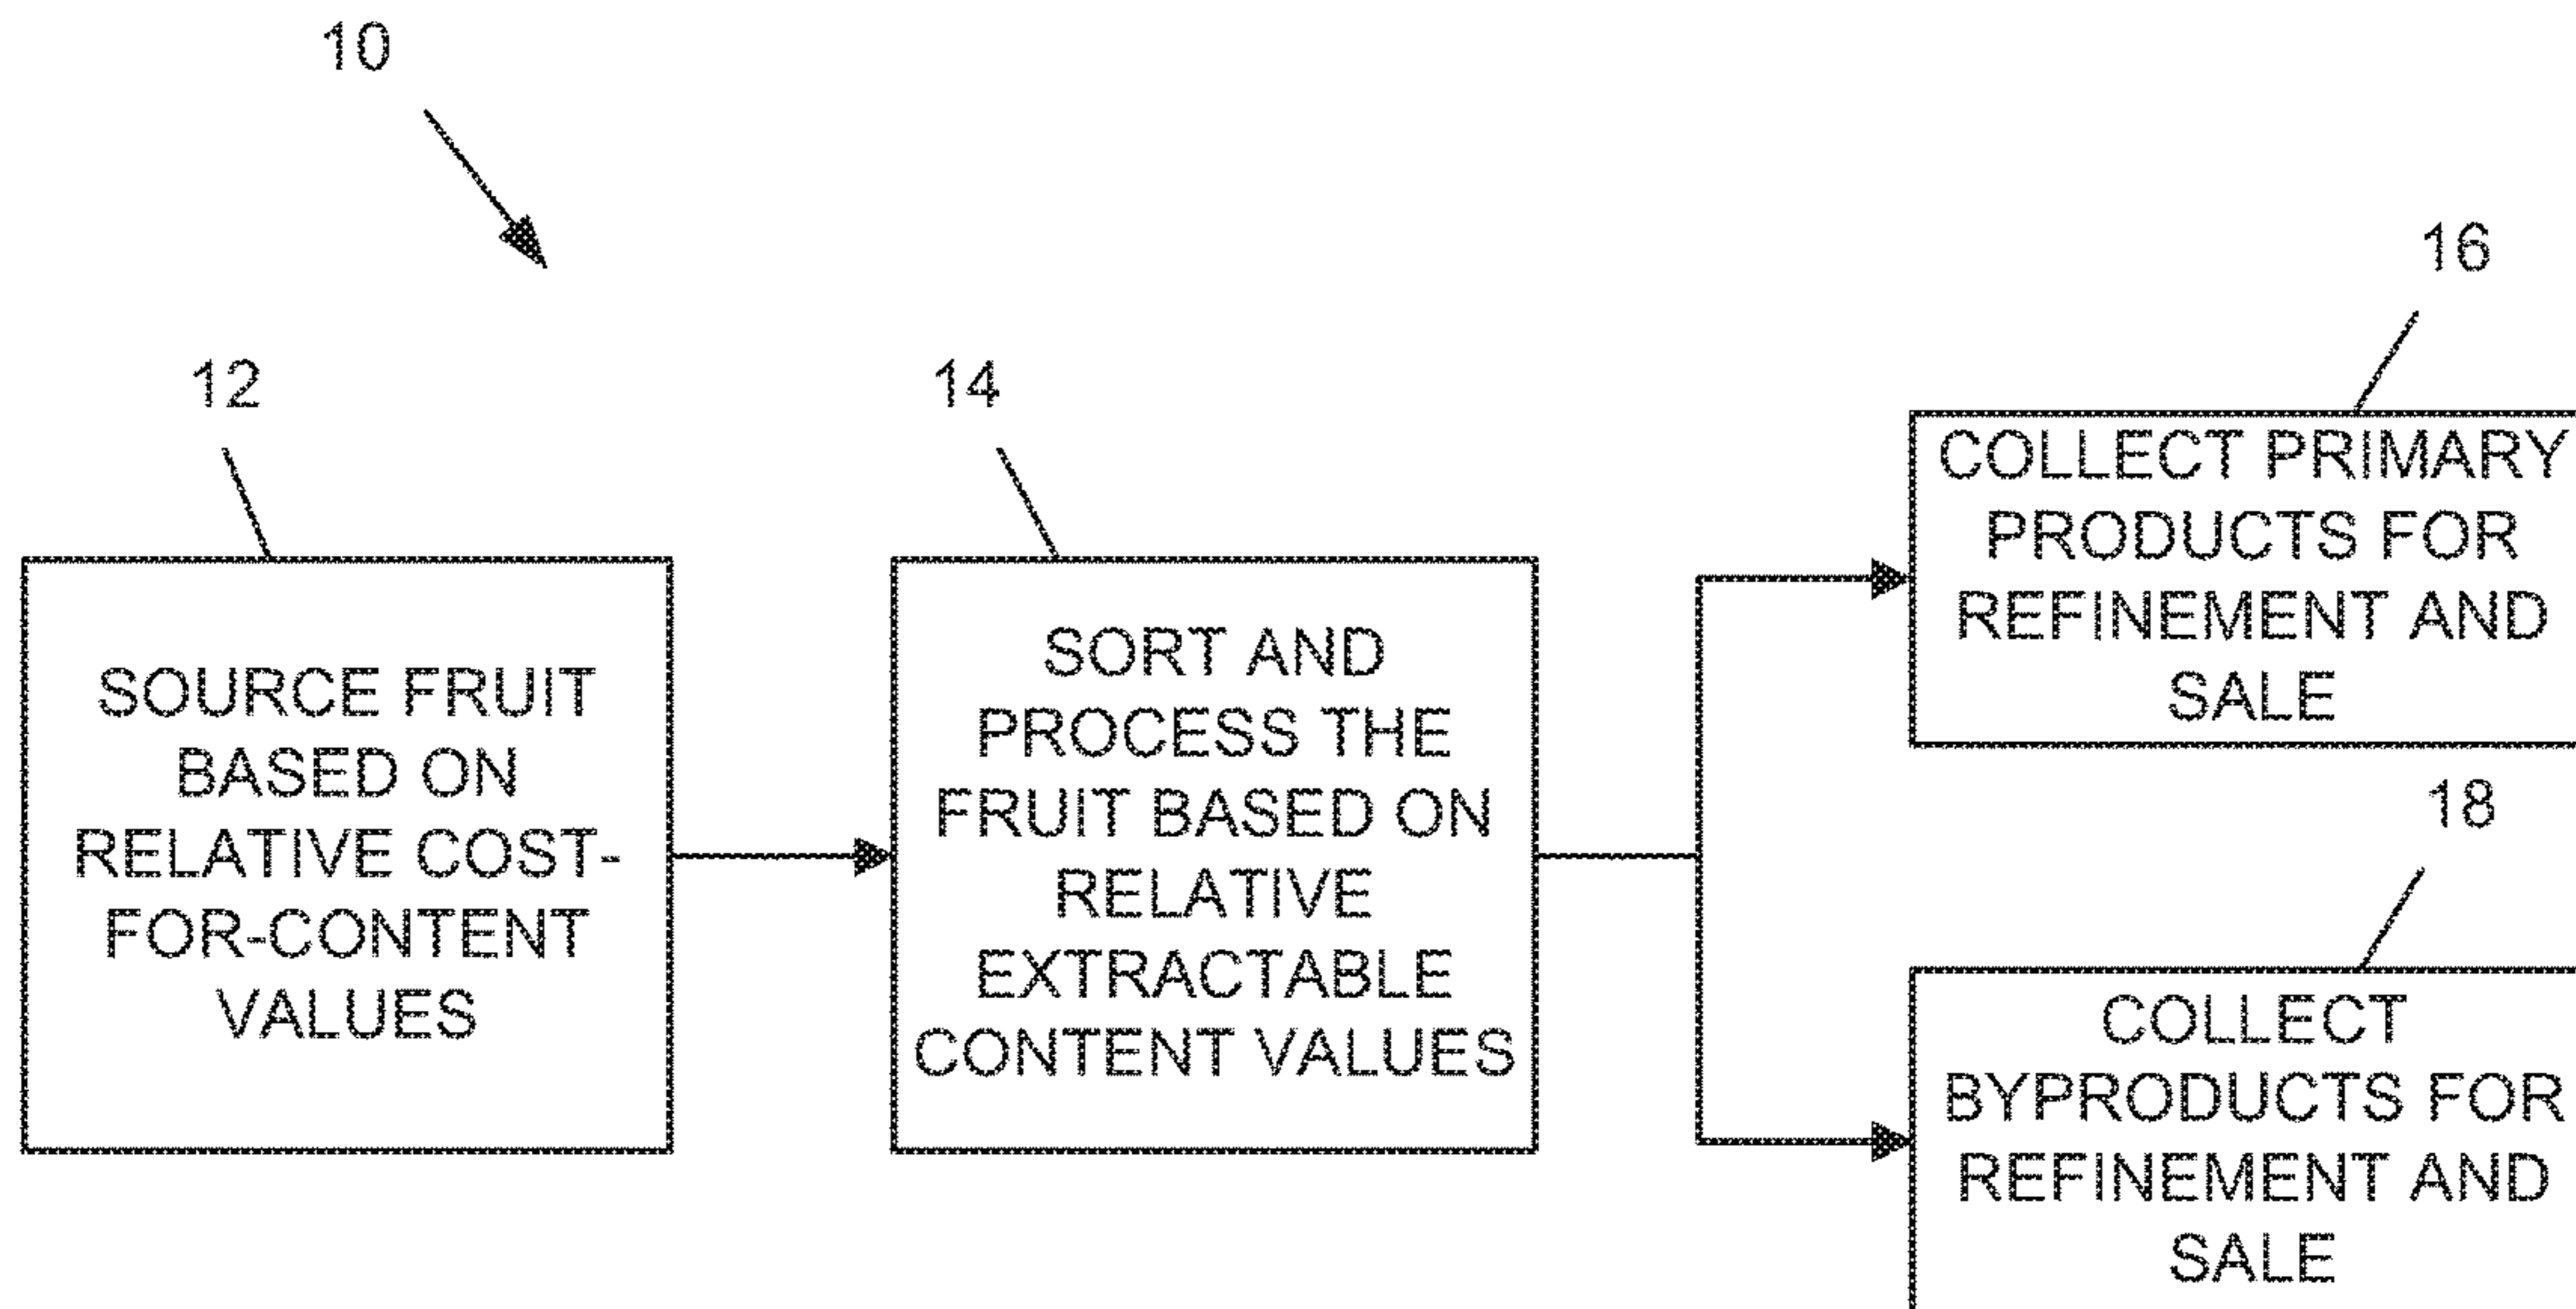 10
12
SOURCE FRUIT
BASED ON
RELATIVE COST-
FOR-CONTENT
VALUES
14
SORT AND
PROCESS THE
FRUIT BASED ON
RELATIVE
EXTRACTABLE
CONTENT VALUES
16
COLLECT PRIMARY
PRODUCTS FOR
REFINEMENT AND
SALE
18
COLLECT
BYPRODUCTS FOR
REFINEMENT AND
SALE